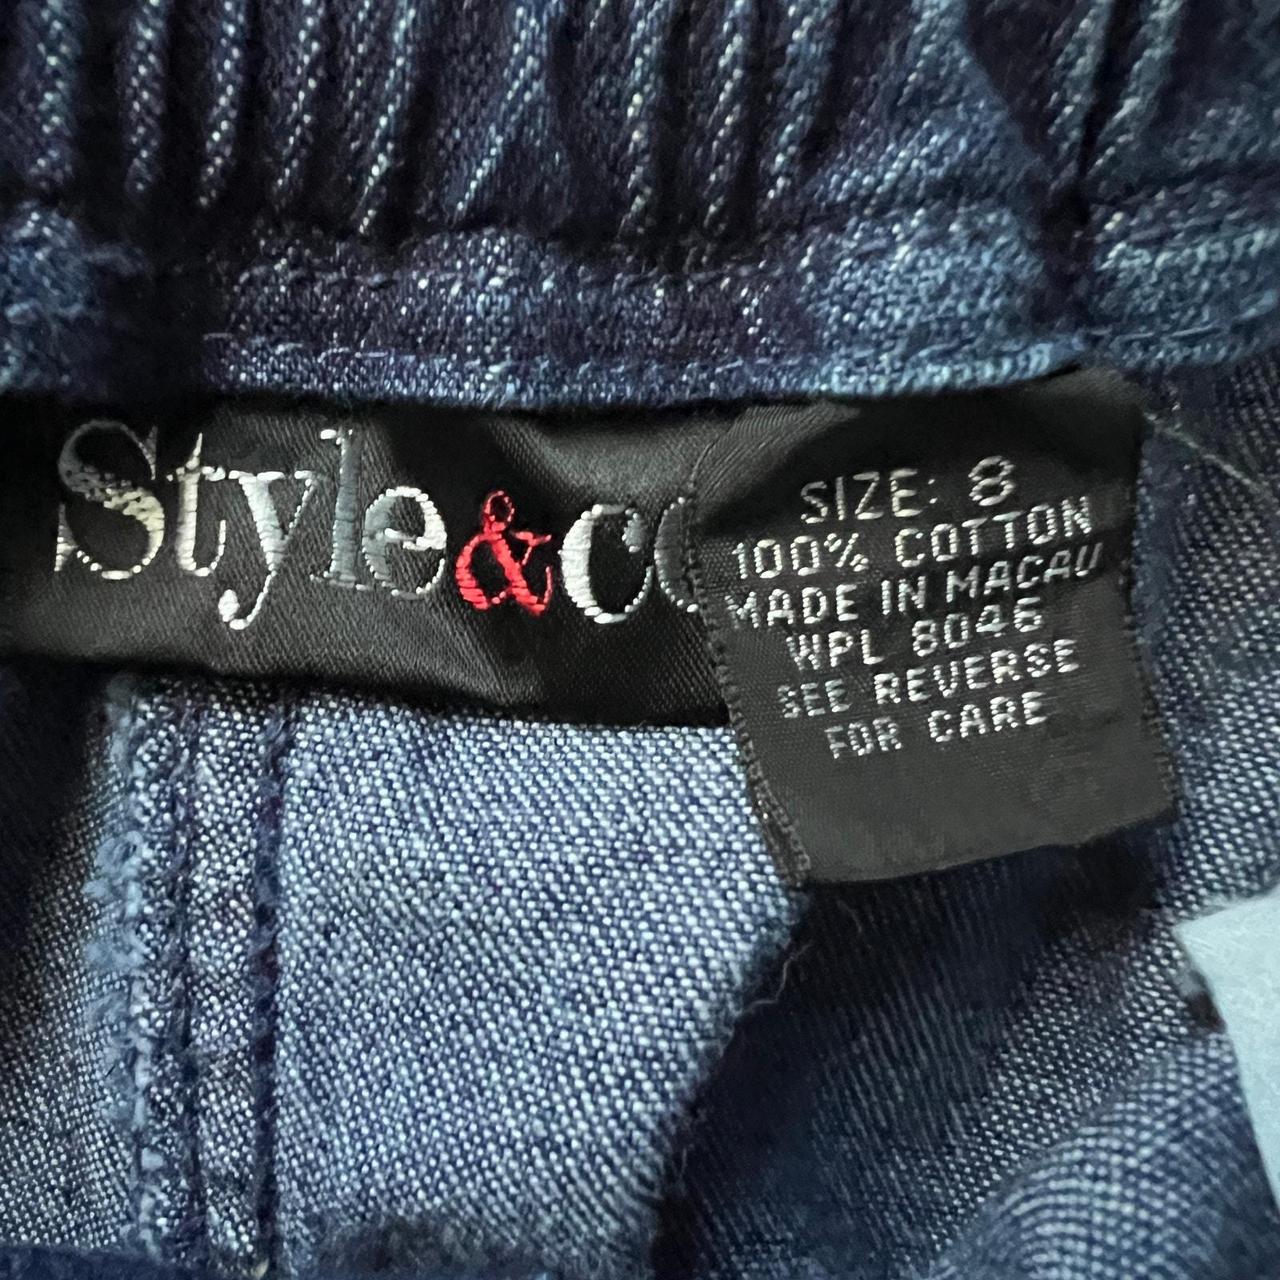 Style&co
SIZE: 8
100% COTTON
MADE IN MACAU
WPL 8046
SEE REVERSE
FOR CARE